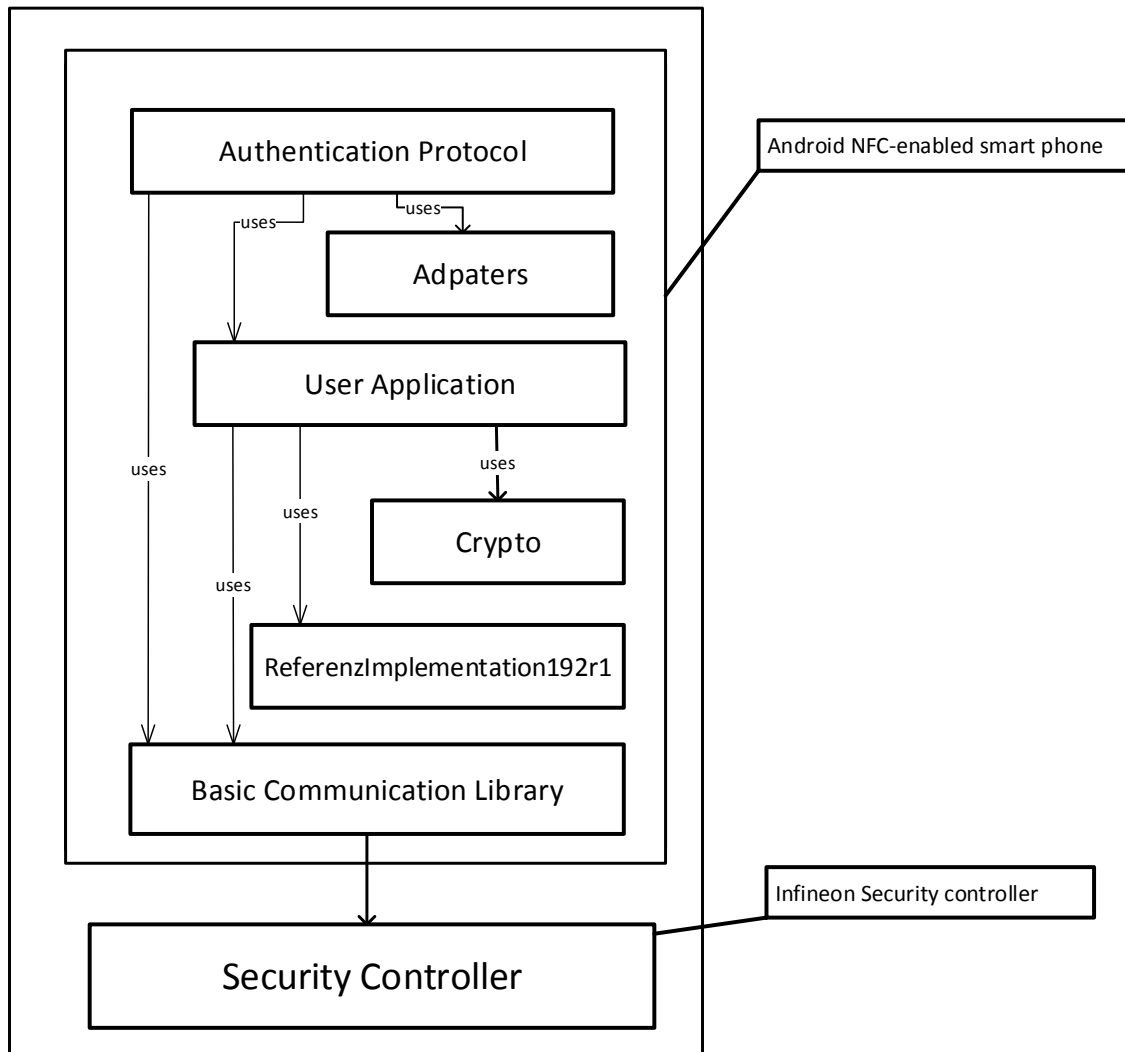 Authentication Protocol
Android NFC-enabled smart phone
uses
uses
Adpaters
User Application
uses
uses
uses
Crypto
uses
ReferenzImplementation192r1
Basic Communication Library
Infineon Security controller
Security Controller